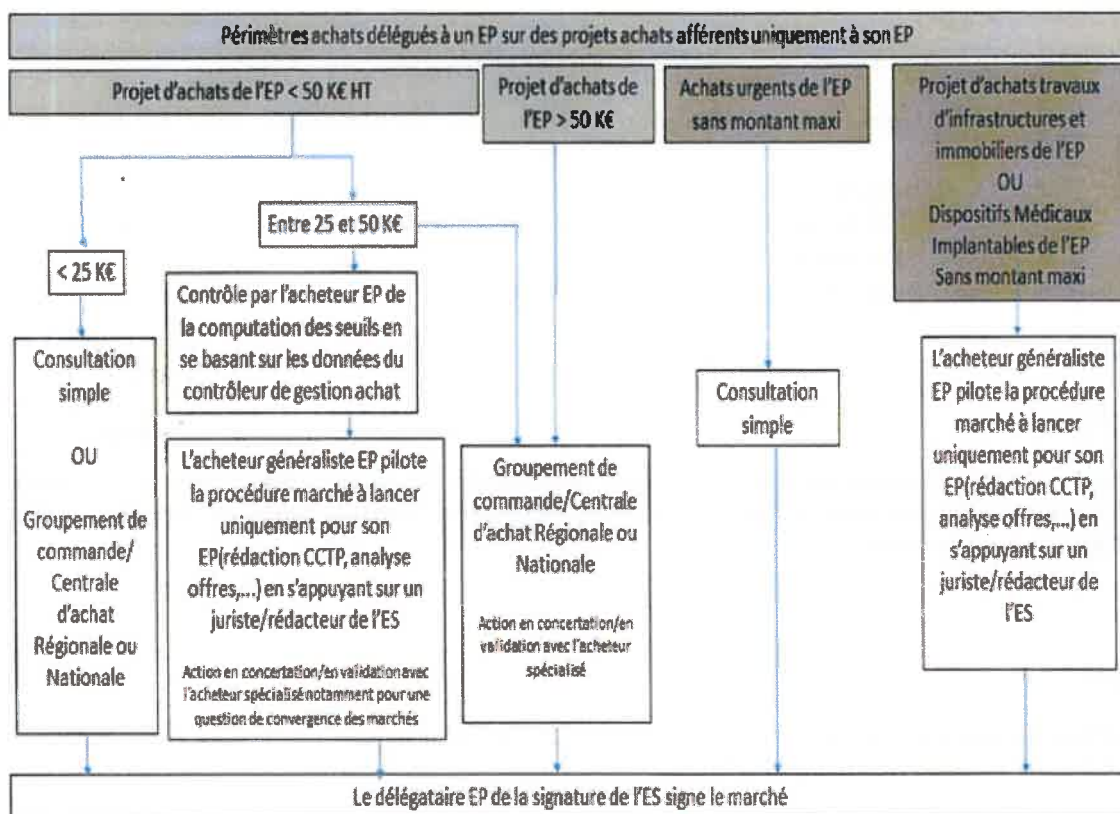 Périmètres achats délégués à un EP sur des projets achats afférents uniquement à son EP
Projet d'achats de l'EP < 50 K€ HT
Projet d'achats de
l'EP > 50 K€
Achats urgents de l'EP
sans montant maxi
Projet d'achats travaux
d'infrastructures et
immobiliers de l'EP
OU
Dispositifs Médicaux
Implantables de l'EP
Sans montant maxi
< 25 K€
Entre 25 et 50 K€
Consultation
simple
OU
Groupement de
commande/
Centrale
d'achat
Régionale ou
Nationale
Contrôle par l'acheteur EP de
la computation des seuils en
se basant sur les données du
contrôleur de gestion achat
L'acheteur généraliste EP pilote
la procédure marché à lancer
uniquement pour son
EP(rédaction CCTP, analyse
offres,...) en s'appuyant sur un
juriste/rédacteur de l'ES
Action en concertation/en validation avec
l'acheteur spécialisé notamment pour une
question de convergence des marchés
Groupement de
commande/Centrale
d'achat Régionale ou
Nationale
Action en concertation/en
validation avec l'acheteur
spécialisé
Consultation
simple
L'acheteur généraliste
EP pilote la procédure
marché à lancer
uniquement pour son
EP(rédaction CCTP,
analyse offres,...) en
s'appuyant sur un
juriste/rédacteur de
l'ES
Le délégataire EP de la signature de l'ES signe le marché